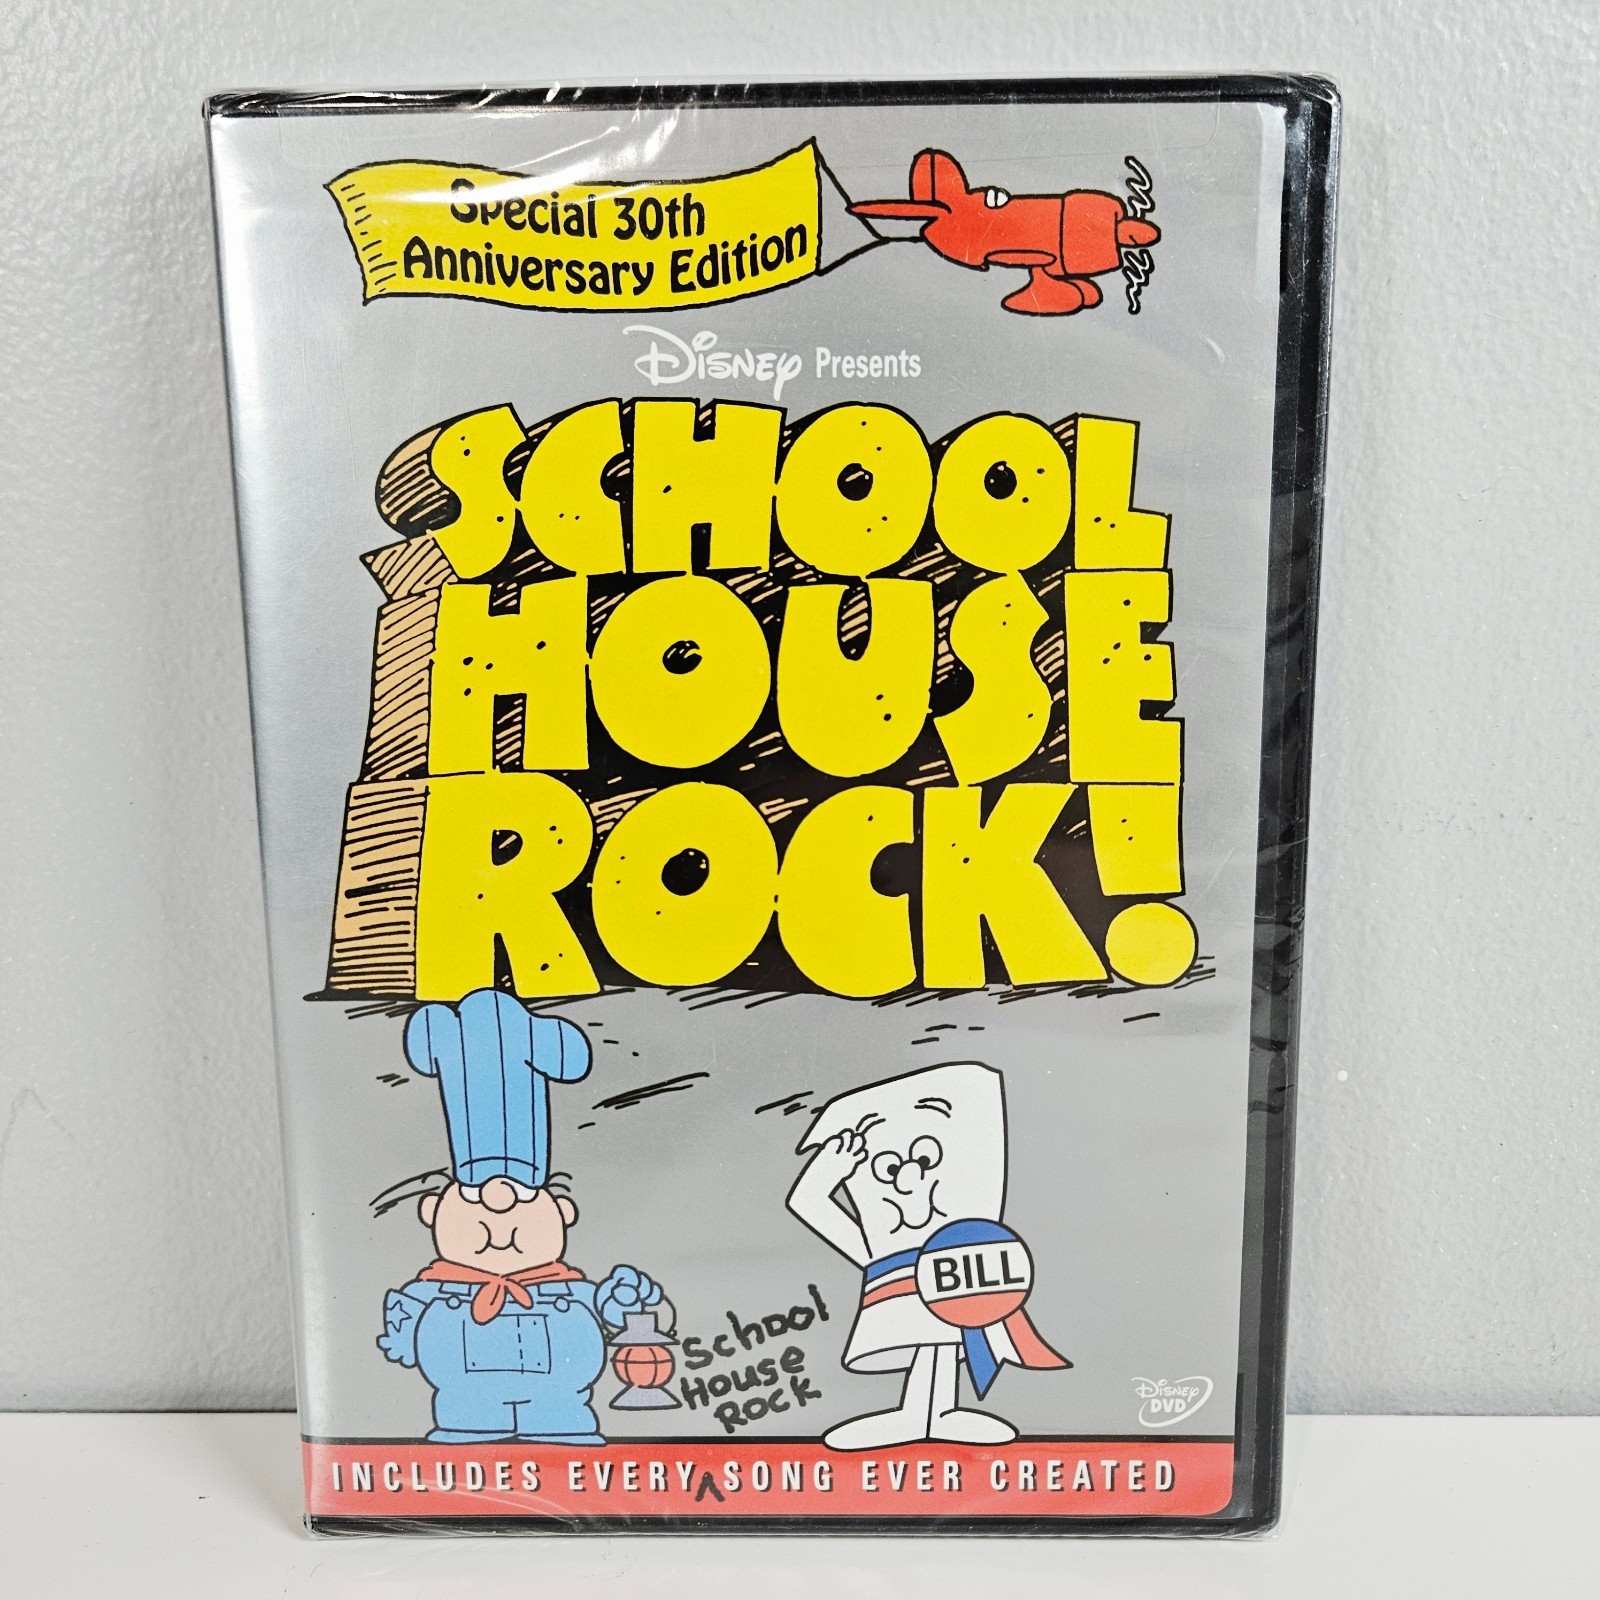 Special 30th
Anniversary Edition
Disney Presents
SCHOOL
HOUSE
ROCK!
BILL
School
House
Rock
Disney
DVD
INCLUDES EVERY ^ SONG EVER CREATED